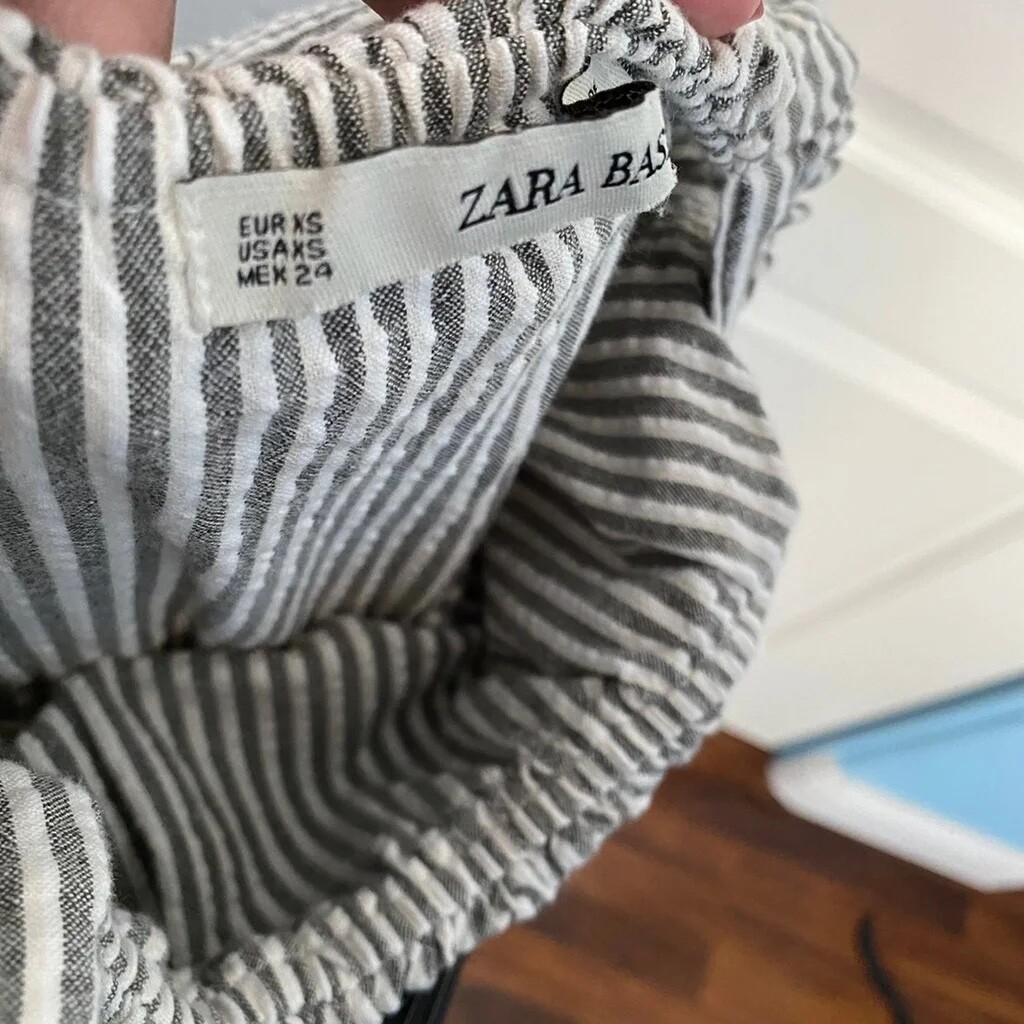 EUR XS
USA XS
MEX 24
ZARA BAS